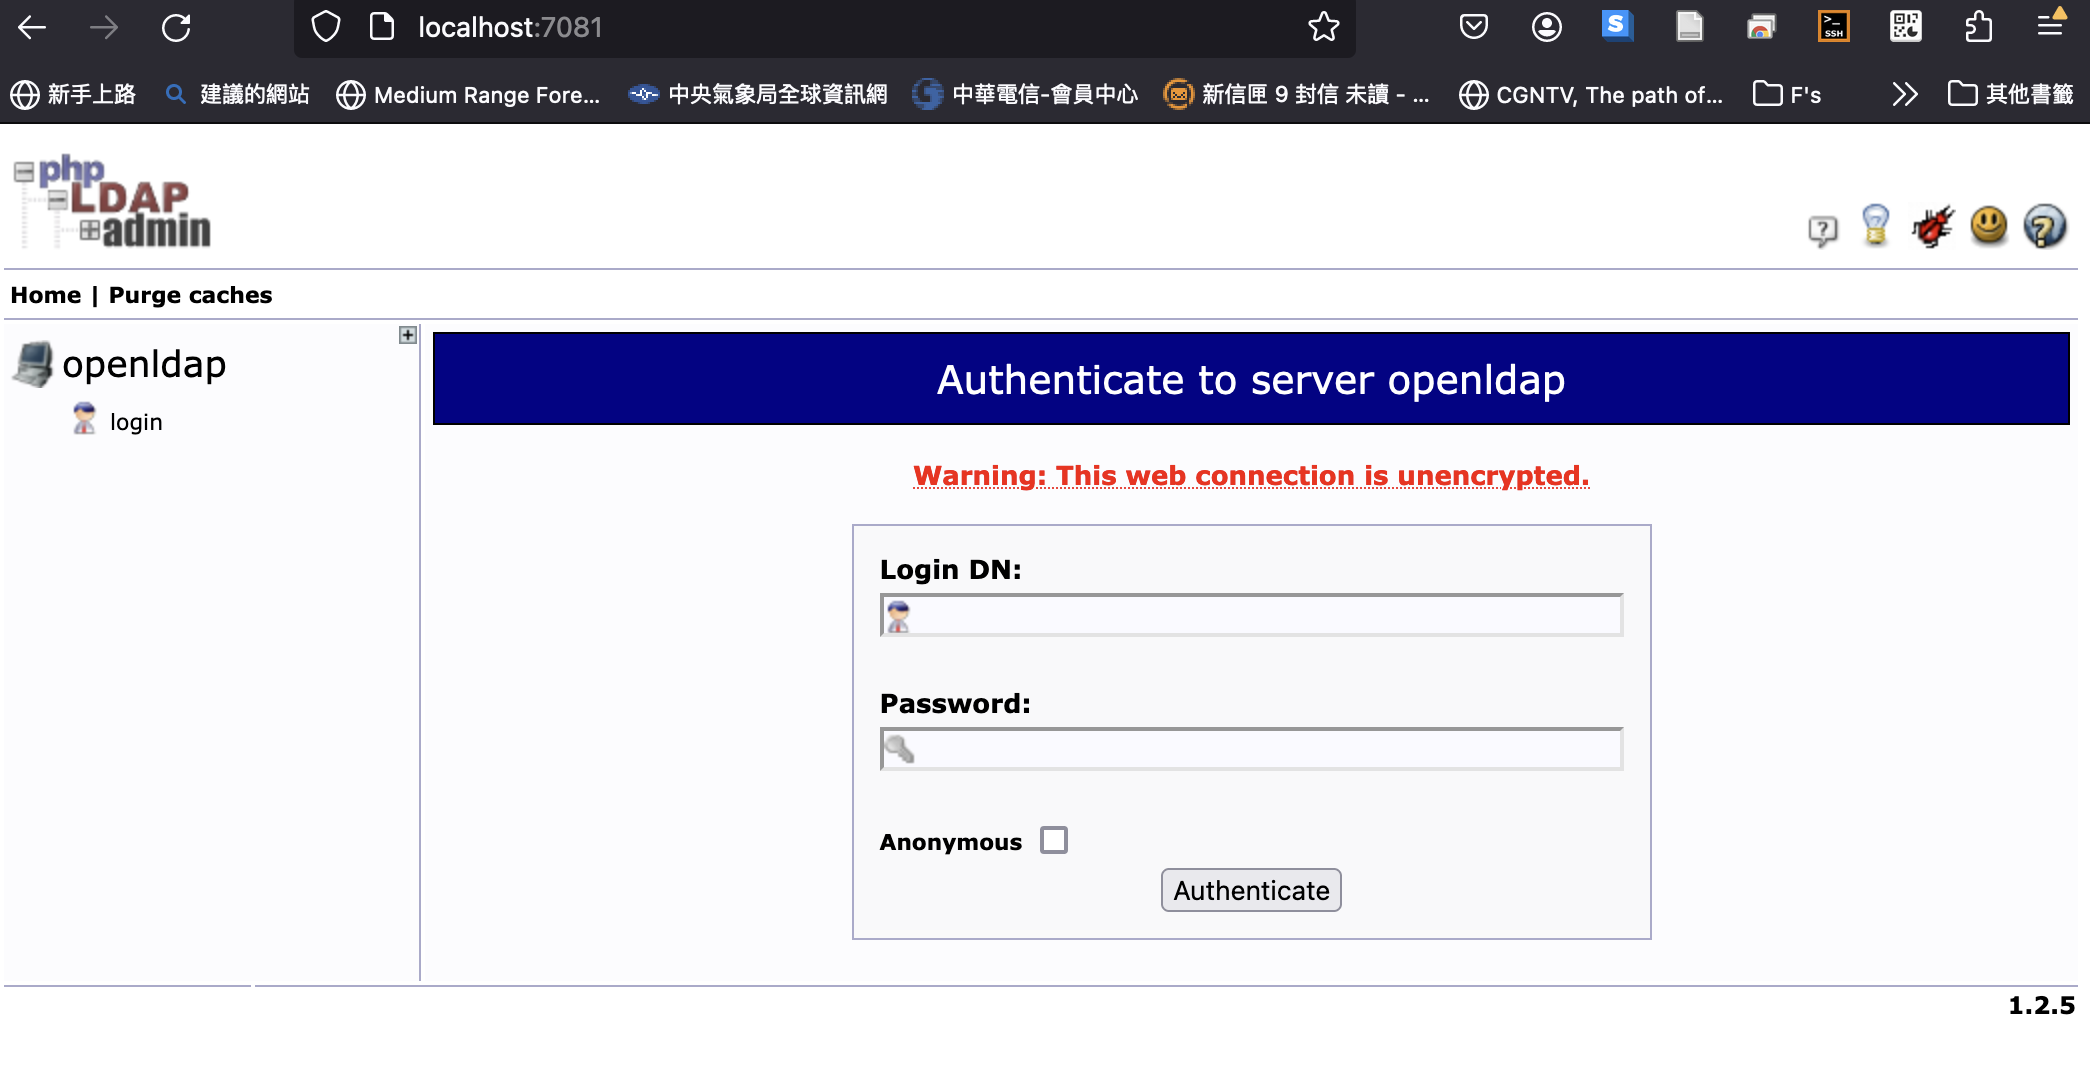 localhost:7081
新手上路 建議的網站 Medium Range Fore... 中央氣象局全球資訊網 中華電信-會員中心 新信匣 9 封信 未讀 - ... CGNTV, The path of... F's 其他書籤
php
LDAP
admin
Home | Purge caches
openldap
login
Authenticate to server openldap
Warning: This web connection is unencrypted.
Login DN:
Password:
Anonymous
Authenticate
1.2.5